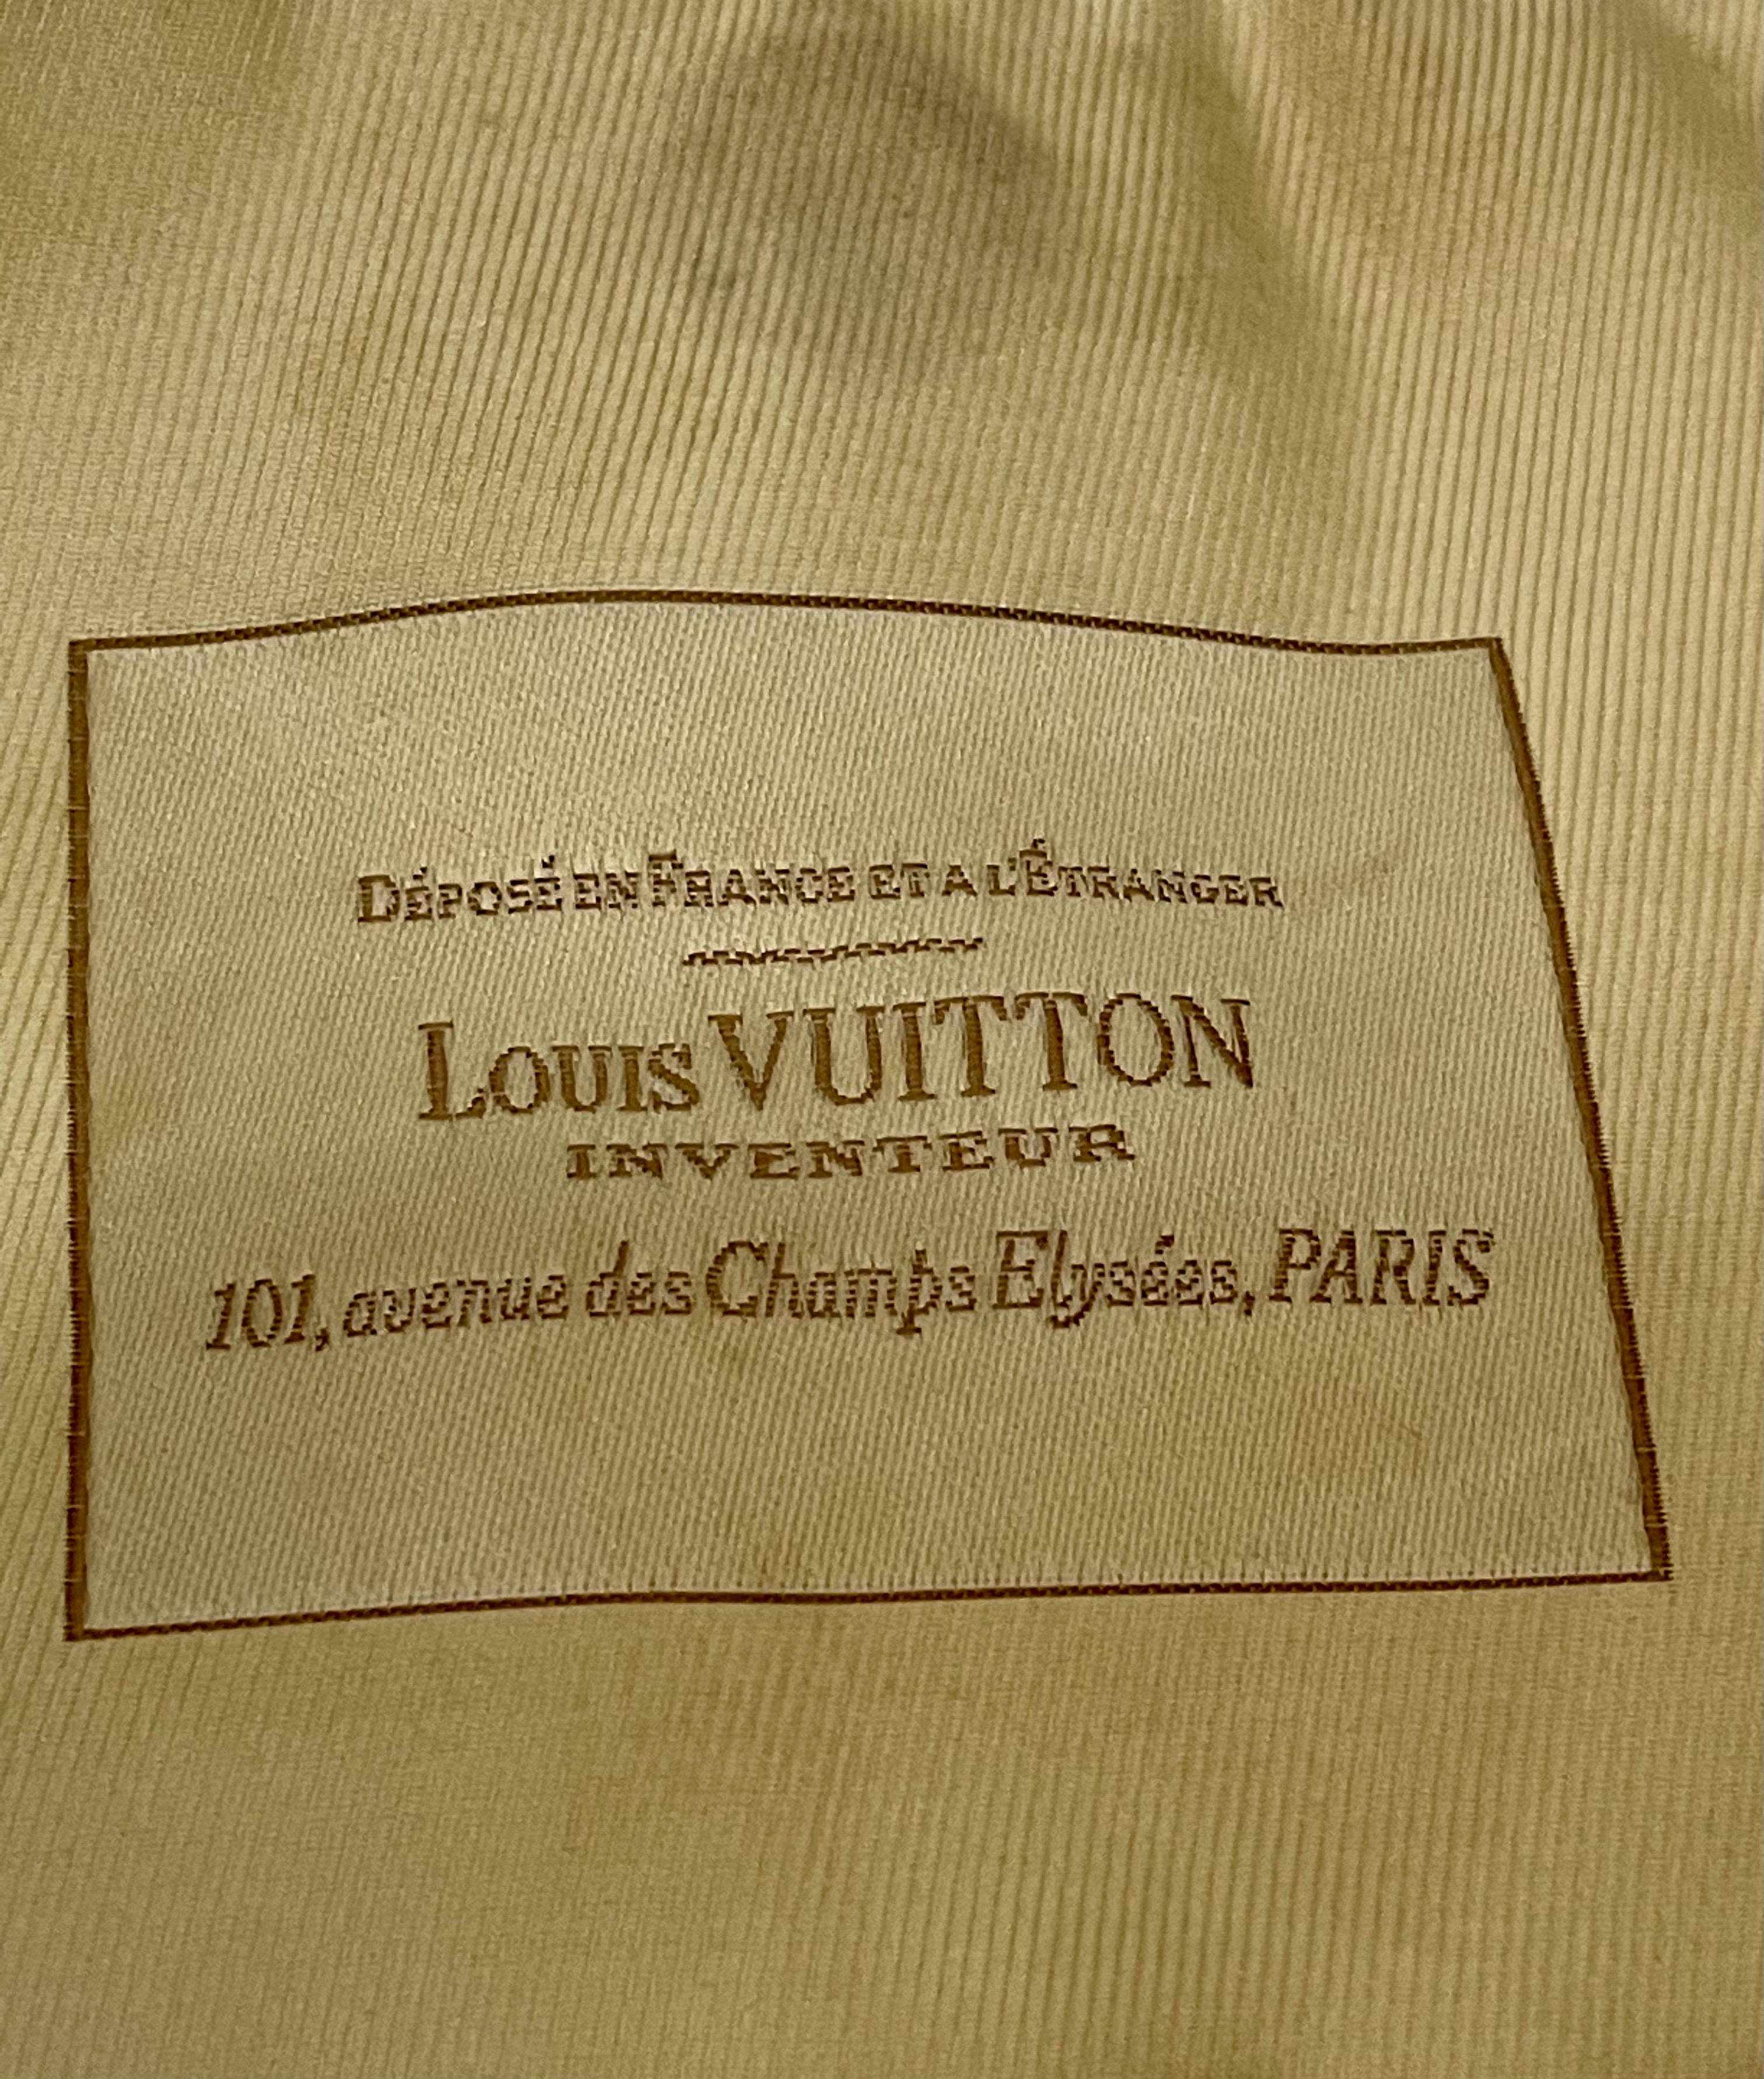 DÉPOSÉ EN FRANCE ET A L'ÉTRANGER
LOUIS VUITTON
INVENTEUR
101, avenue des Champs Elysées, PARIS